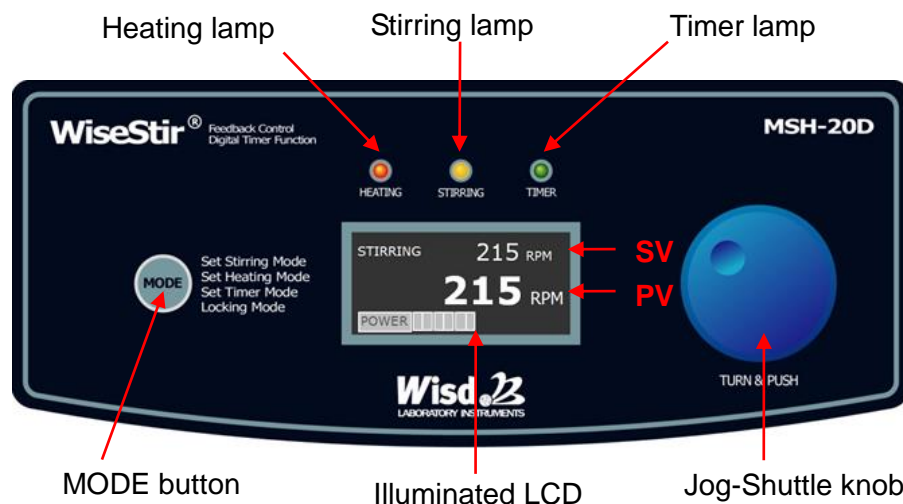 Heating lamp
Stirring lamp
Timer lamp
WiseStir®
Feedback Control
Digital Timer Function
MSH-20D
HEATING
STIRRING
TIMER
MODE
Set Stirring Mode
Set Heating Mode
Set Timer Mode
Locking Mode
STIRRING 215 RPM
SV
215 RPM
PV
POWER
TURN & PUSH
Wisd
LABORATORY INSTRUMENTS
MODE button
Illuminated LCD
Jog-Shuttle knob